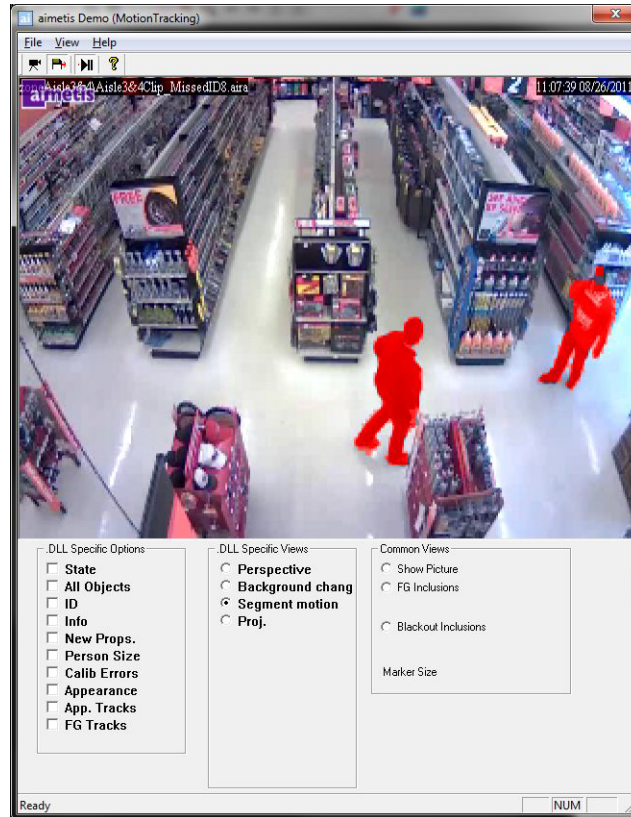 aimetis Demo (MotionTracking)
File View Help
Aisle3&4\Aisle3&4Clip_MissedID8.aira
11:07:39 08/26/2011
aimetis
2
FREE
.DLL Specific Options
State
All Objects
ID
Info
New Props.
Person Size
Calib Errors
Appearance
App. Tracks
FG Tracks
.DLL Specific Views
Perspective
Background chang
Segment motion
Proj.
Common Views
Show Picture
FG Inclusions
Blackout Inclusions
Marker Size
Ready
NUM